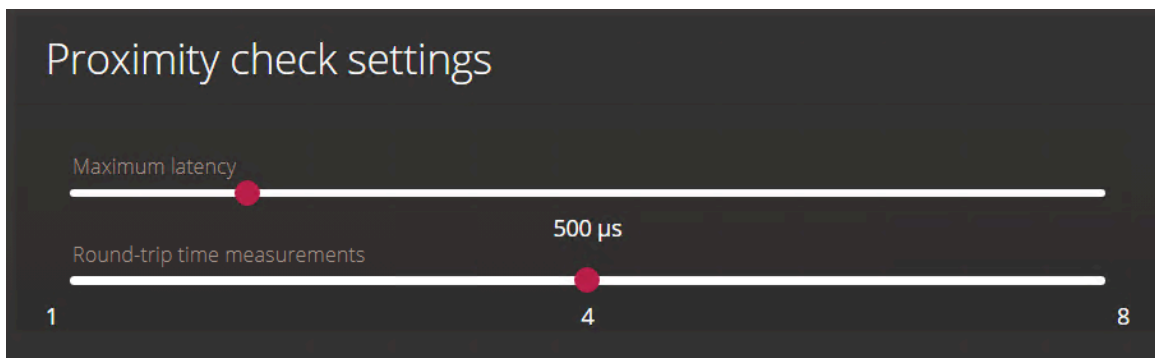 Proximity check settings
Maximum latency
500 µs
Round-trip time measurements
1 4 8